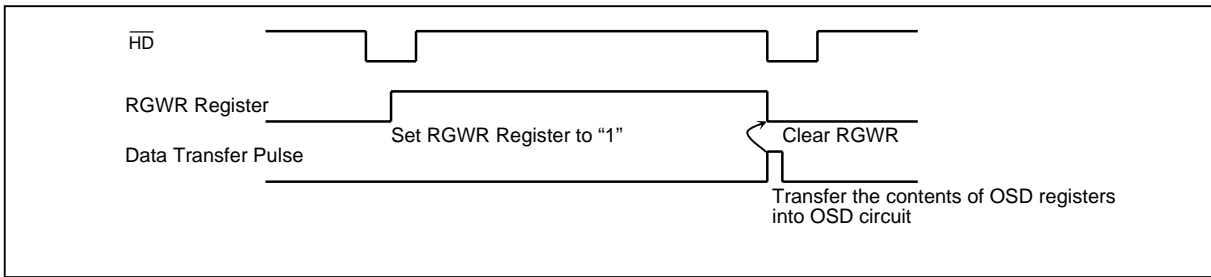 HD
RGWR Register
Set RGWR Register to “1”
Clear RGWR
Data Transfer Pulse
Transfer the contents of OSD registers
into OSD circuit